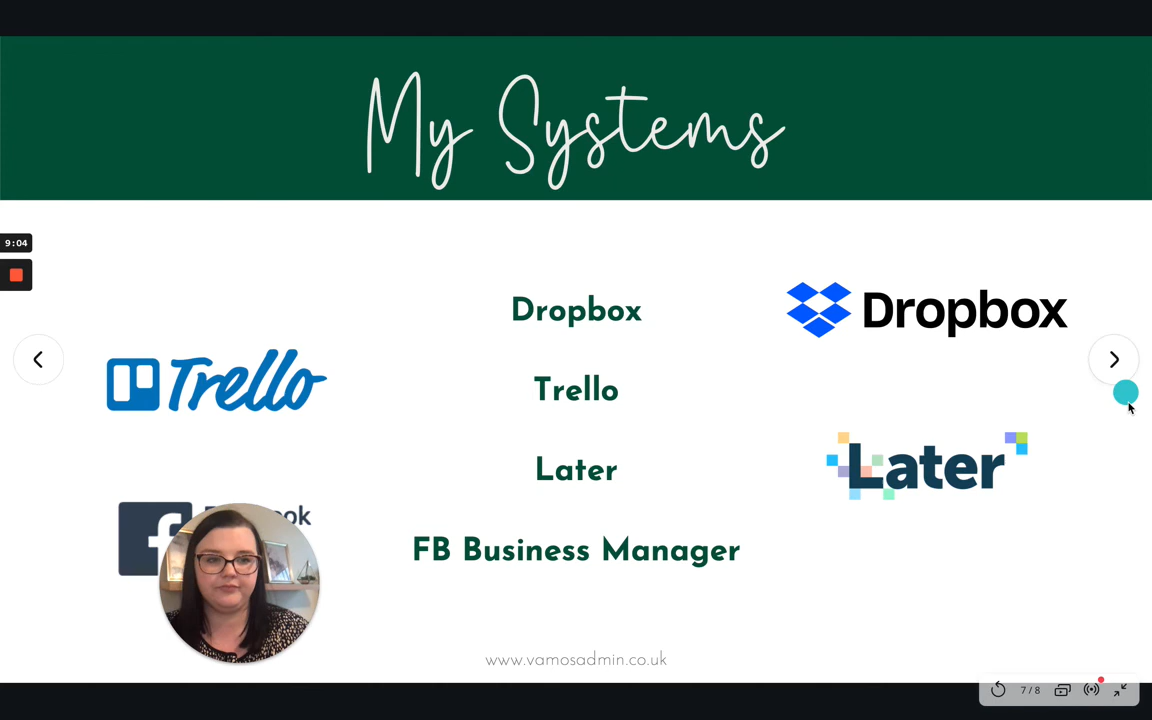 My Systems
9:04
Dropbox
Dropbox
Trello
Trello
Later
Later
ok
FB Business Manager
www.vamosadmin.co.uk
7/8